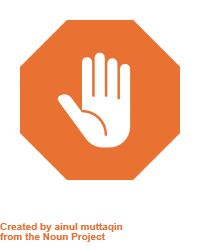 Created by ainul muttaqin
from the Noun Project